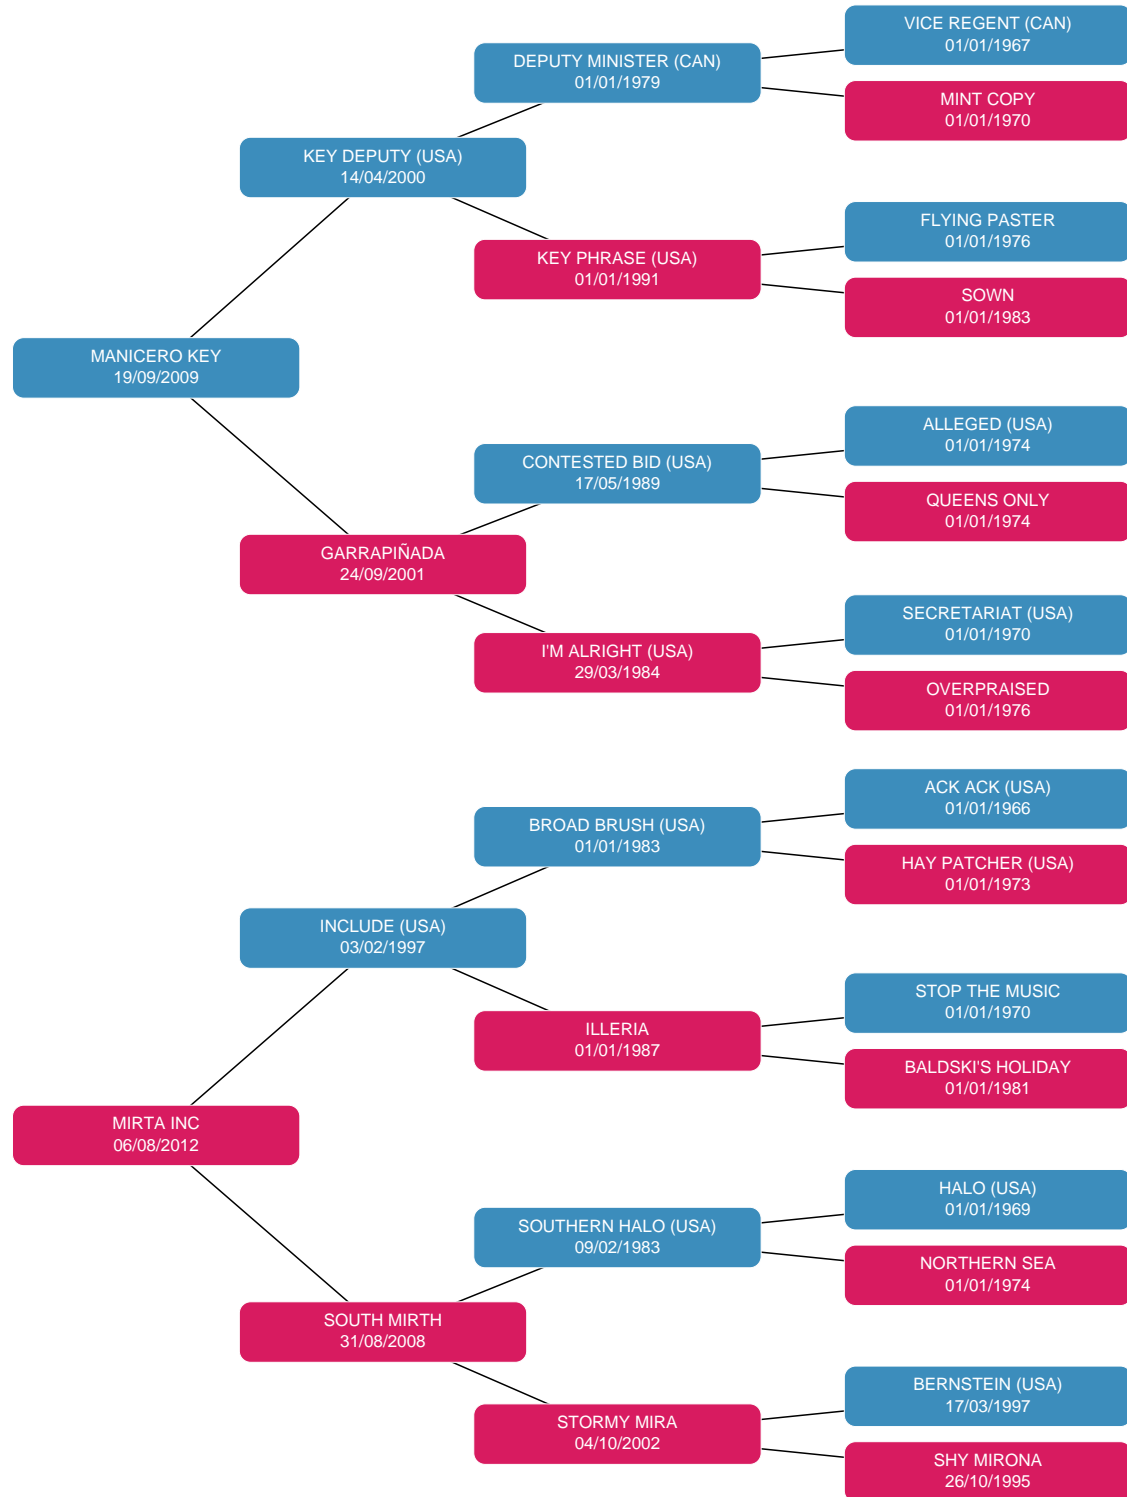 VICE REGENT (CAN)
01/01/1967
DEPUTY MINISTER (CAN)
01/01/1979
MINT COPY
01/01/1970
KEY DEPUTY (USA)
14/04/2000
FLYING PASTER
01/01/1976
KEY PHRASE (USA)
01/01/1991
SOWN
01/01/1983
MANICERO KEY
19/09/2009
ALLEGED (USA)
01/01/1974
CONTESTED BID (USA)
17/05/1989
QUEENS ONLY
01/01/1974
GARRAPIÑADA
24/09/2001
SECRETARIAT (USA)
01/01/1970
I'M ALRIGHT (USA)
29/03/1984
OVERPRAISED
01/01/1976
ACK ACK (USA)
01/01/1966
BROAD BRUSH (USA)
01/01/1983
HAY PATCHER (USA)
01/01/1973
INCLUDE (USA)
03/02/1997
STOP THE MUSIC
01/01/1970
ILLERIA
01/01/1987
BALDSKI'S HOLIDAY
01/01/1981
MIRTA INC
06/08/2012
HALO (USA)
01/01/1969
SOUTHERN HALO (USA)
09/02/1983
NORTHERN SEA
01/01/1974
SOUTH MIRTH
31/08/2008
BERNSTEIN (USA)
17/03/1997
STORMY MIRA
04/10/2002
SHY MIRONA
26/10/1995